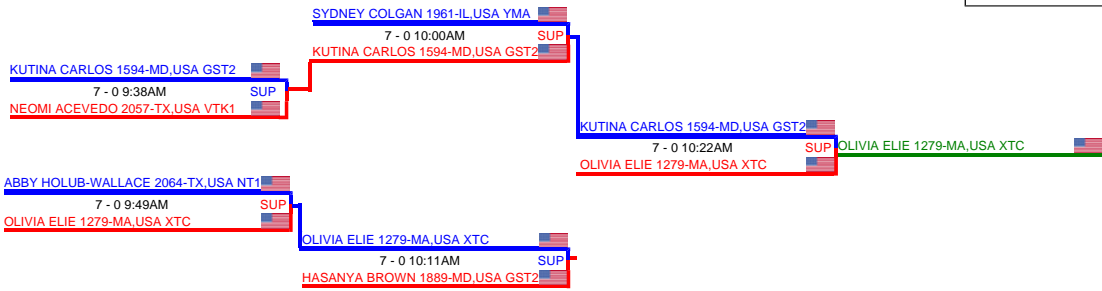 SYDNEY COLGAN 1961-IL,USA YMA
7 - 0 10:00AM SUP
KUTINA CARLOS 1594-MD,USA GST2
KUTINA CARLOS 1594-MD,USA GST2
7 - 0 9:38AM SUP
NEOMI ACEVEDO 2057-TX,USA VTK1
KUTINA CARLOS 1594-MD,USA GST2
7 - 0 10:22AM SUP
OLIVIA ELIE 1279-MA,USA XTC
OLIVIA ELIE 1279-MA,USA XTC
ABBY HOLUB-WALLACE 2064-TX,USA NT1
7 - 0 9:49AM SUP
OLIVIA ELIE 1279-MA,USA XTC
OLIVIA ELIE 1279-MA,USA XTC
7 - 0 10:11AM SUP
HASANYA BROWN 1889-MD,USA GST2